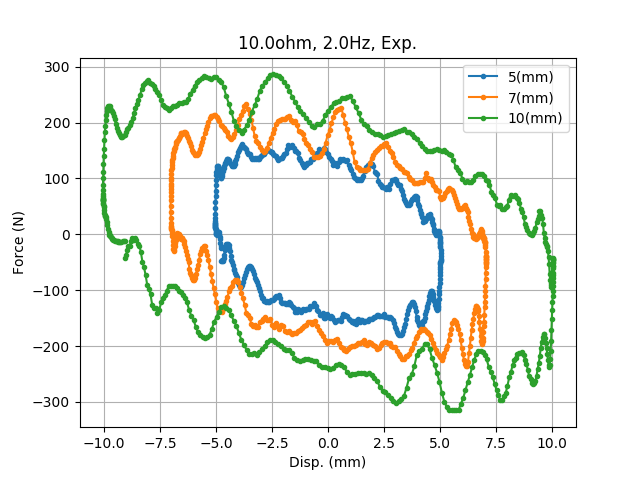 10.0ohm, 2.0Hz, Exp.
5(mm)
7(mm)
10(mm)
300
200
100
0
−100
−200
−300
Force (N)
−10.0 −7.5 −5.0 −2.5 0.0 2.5 5.0 7.5 10.0
Disp. (mm)